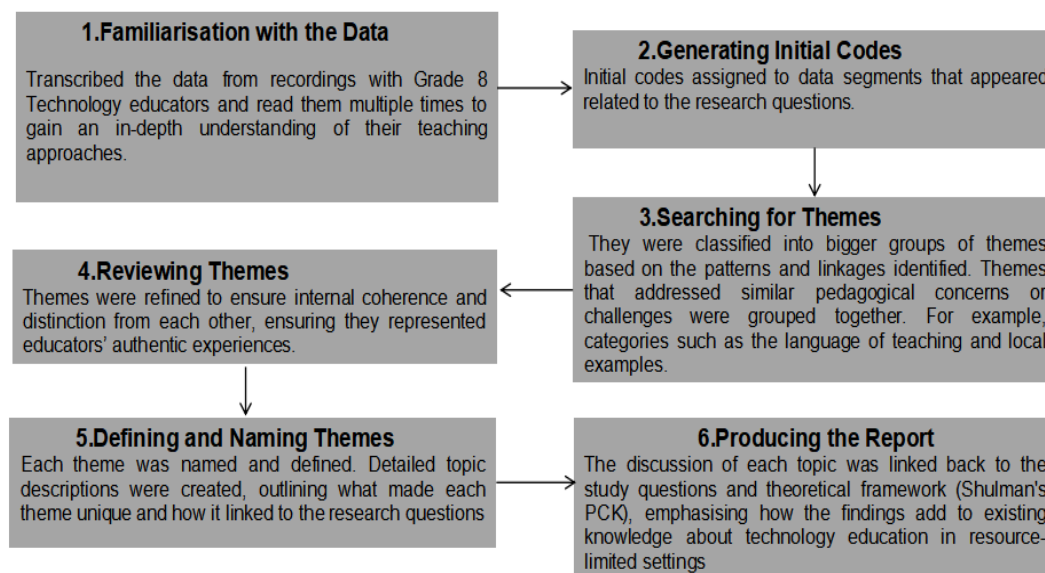 1.Familiarisation with the Data
Transcribed the data from recordings with Grade 8
Technology educators and read them multiple times to
gain an in-depth understanding of their teaching
approaches.
2.Generating Initial Codes
Initial codes assigned to data segments that appeared
related to the research questions.
3.Searching for Themes
They were classified into bigger groups of themes
based on the patterns and linkages identified. Themes
that addressed similar pedagogical concerns or
challenges were grouped together. For example,
categories such as the language of teaching and local
examples.
4.Reviewing Themes
Themes were refined to ensure internal coherence and
distinction from each other, ensuring they represented
educators’ authentic experiences.
5.Defining and Naming Themes
Each theme was named and defined. Detailed topic
descriptions were created, outlining what made each
theme unique and how it linked to the research questions
6.Producing the Report
The discussion of each topic was linked back to the
study questions and theoretical framework (Shulman's
PCK), emphasising how the findings add to existing
knowledge about technology education in resource-
limited settings